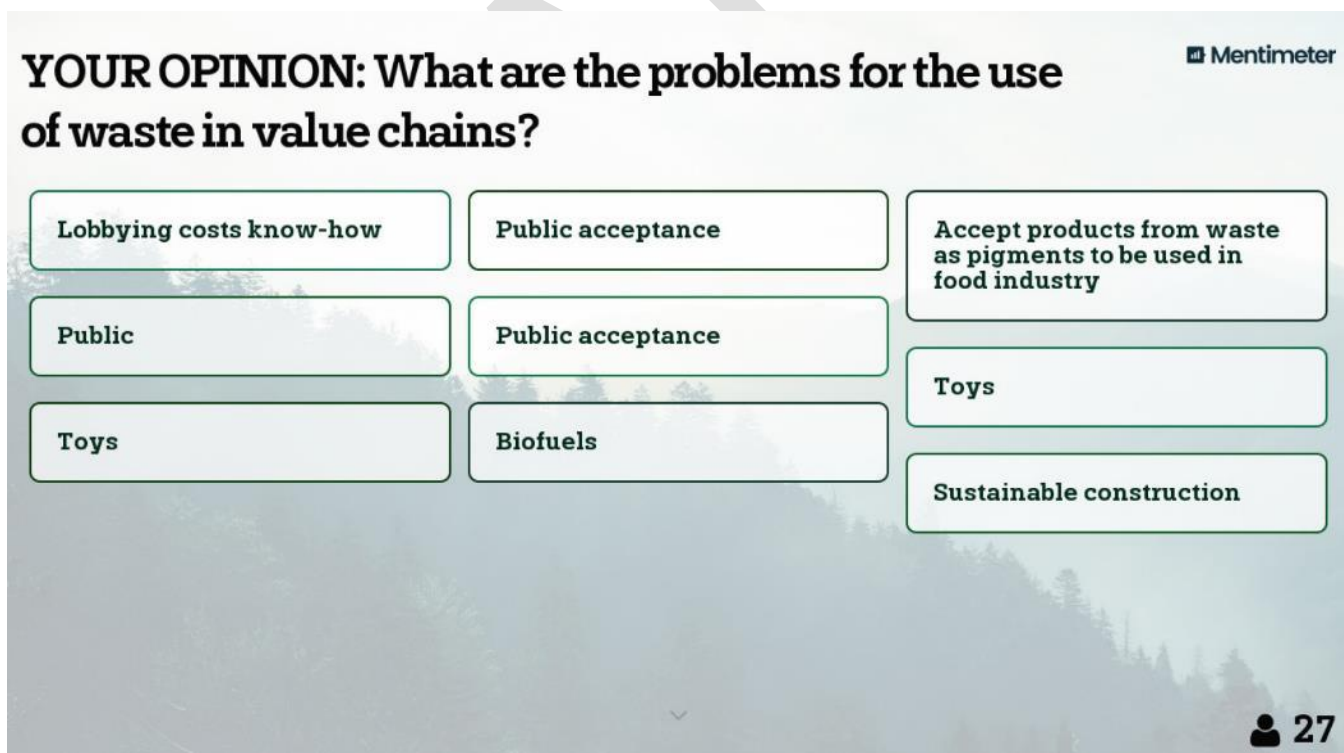 YOUR OPINION: What are the problems for the use
of waste in value chains?
Mentimeter
Lobbying costs know-how
Public
Toys
Public acceptance
Public acceptance
Biofuels
Accept products from waste
as pigments to be used in
food industry
Toys
Sustainable construction
27